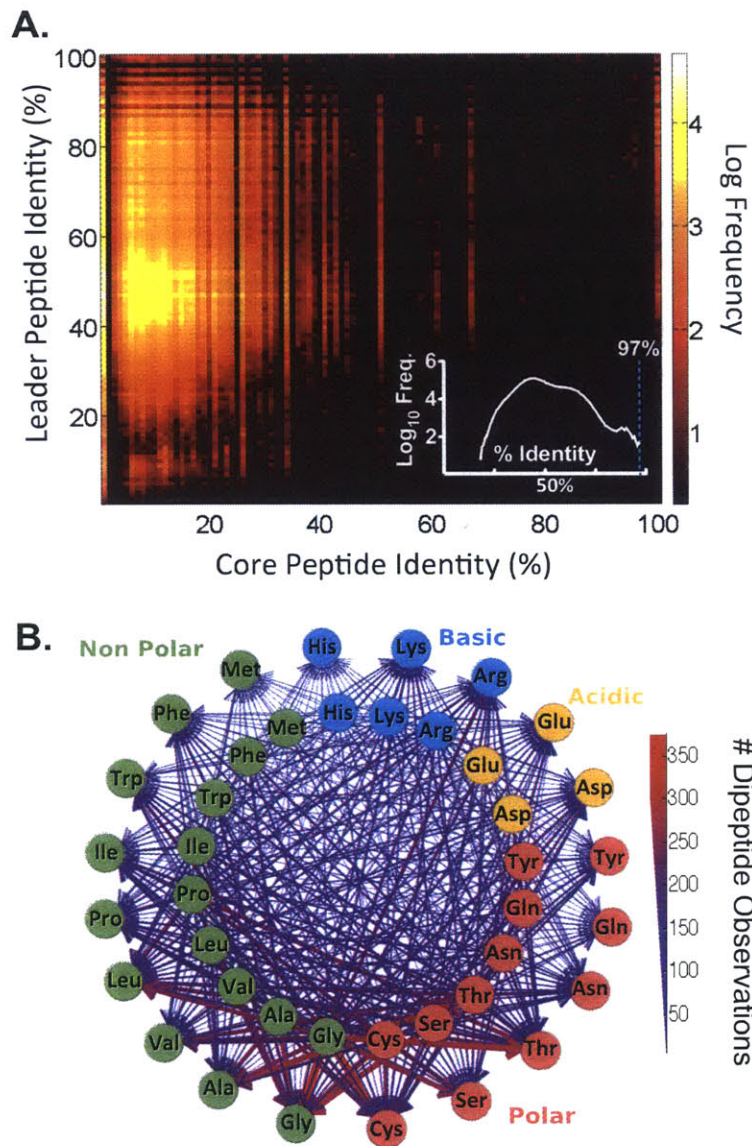 A.
Leader Peptide Identity (%)
100
80
60
40
20
20 40 60 80 100
Core Peptide Identity (%)
Log Frequency
4
3
2
1
Log10 Freq.
6
4
2
% Identity
50%
97%
B.
Non Polar
Basic
Acidic
Polar
His Lys Arg Glu Asp Tyr Gln Asn Thr Ser Cys Gly Ala Val Leu Pro Ile Trp Phe Met
His Lys Arg Glu Asp Tyr Gln Asn Thr Ser Cys Gly Ala Val Leu Pro Ile Trp Phe Met
# Dipeptide Observations
350
300
250
200
150
100
50